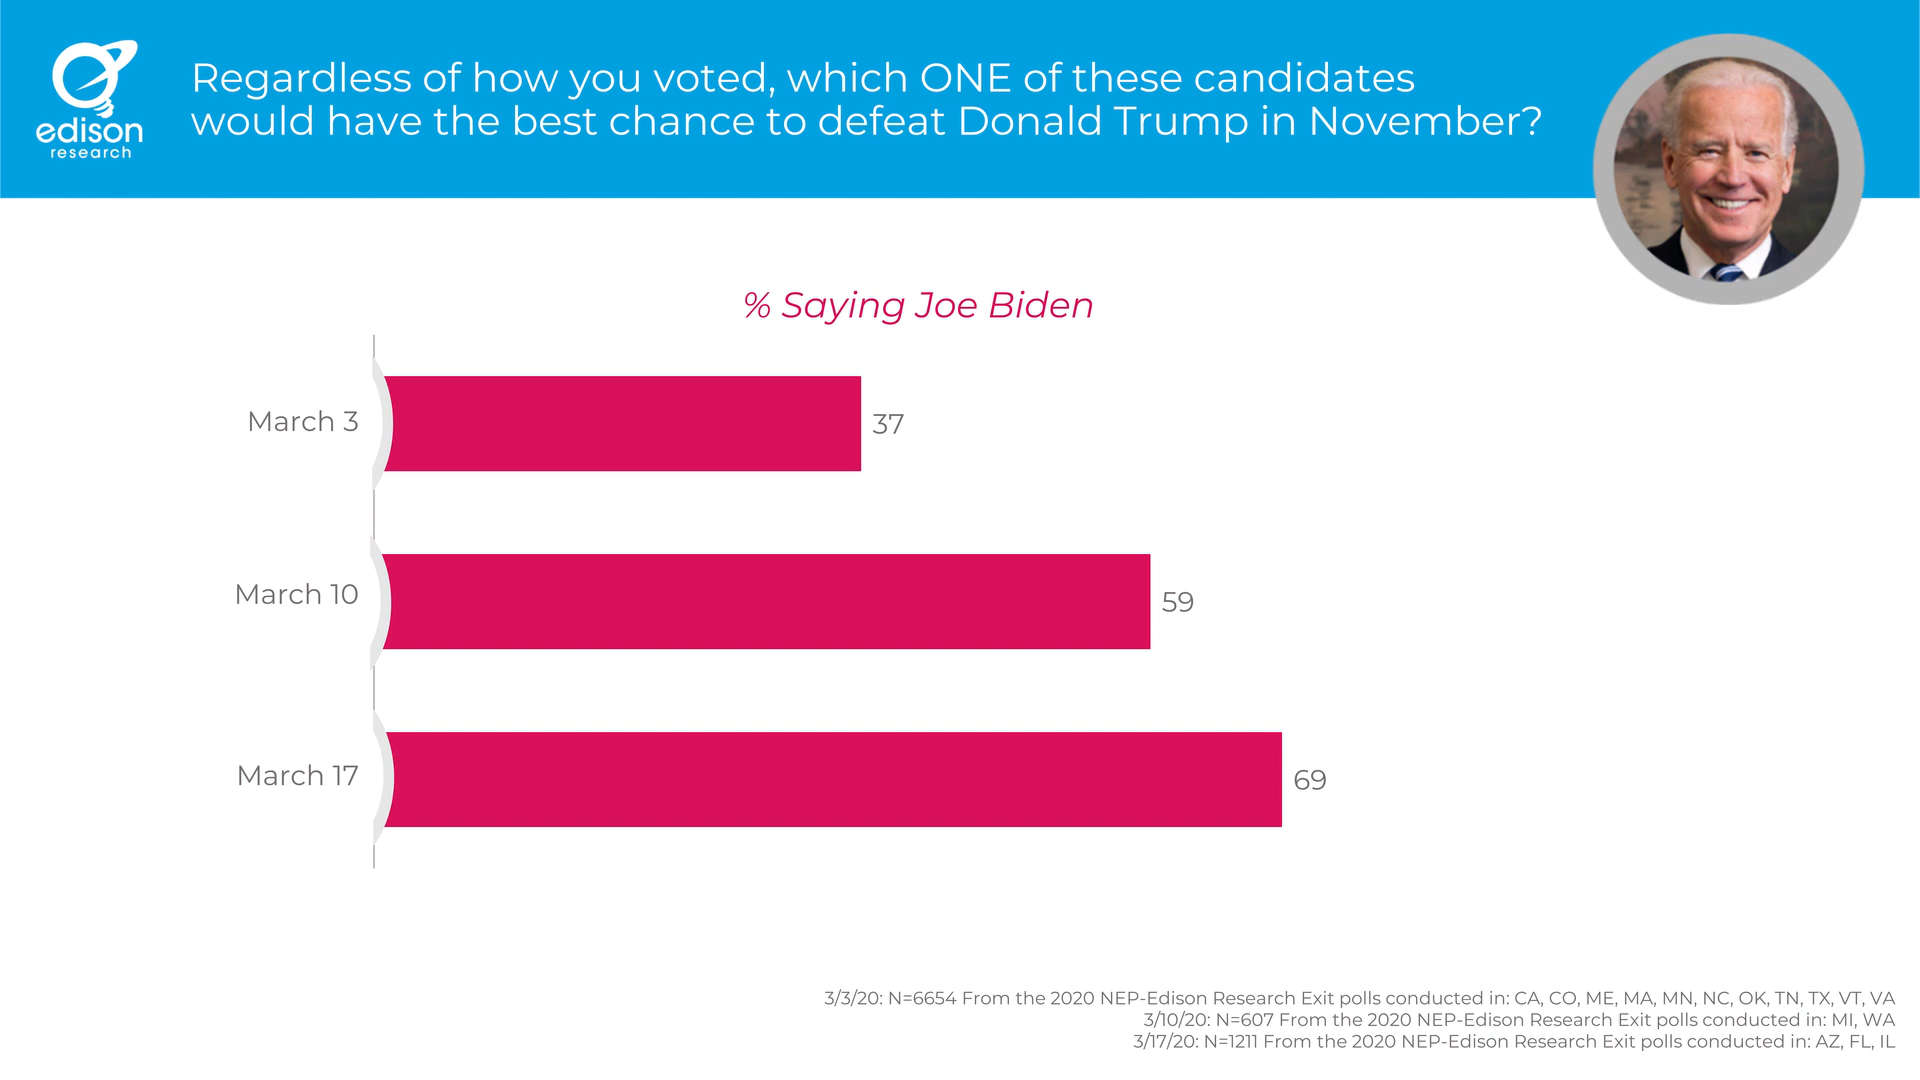 edison
research
Regardless of how you voted, which ONE of these candidates
would have the best chance to defeat Donald Trump in November?
% Saying Joe Biden
March 3
37
March 10
59
March 17
69
3/3/20: N=6654 From the 2020 NEP-Edison Research Exit polls conducted in: CA, CO, ME, MA, MN, NC, OK, TN, TX, VT, VA
3/10/20: N=607 From the 2020 NEP-Edison Research Exit polls conducted in: MI, WA
3/17/20: N=1211 From the 2020 NEP-Edison Research Exit polls conducted in: AZ, FL, IL